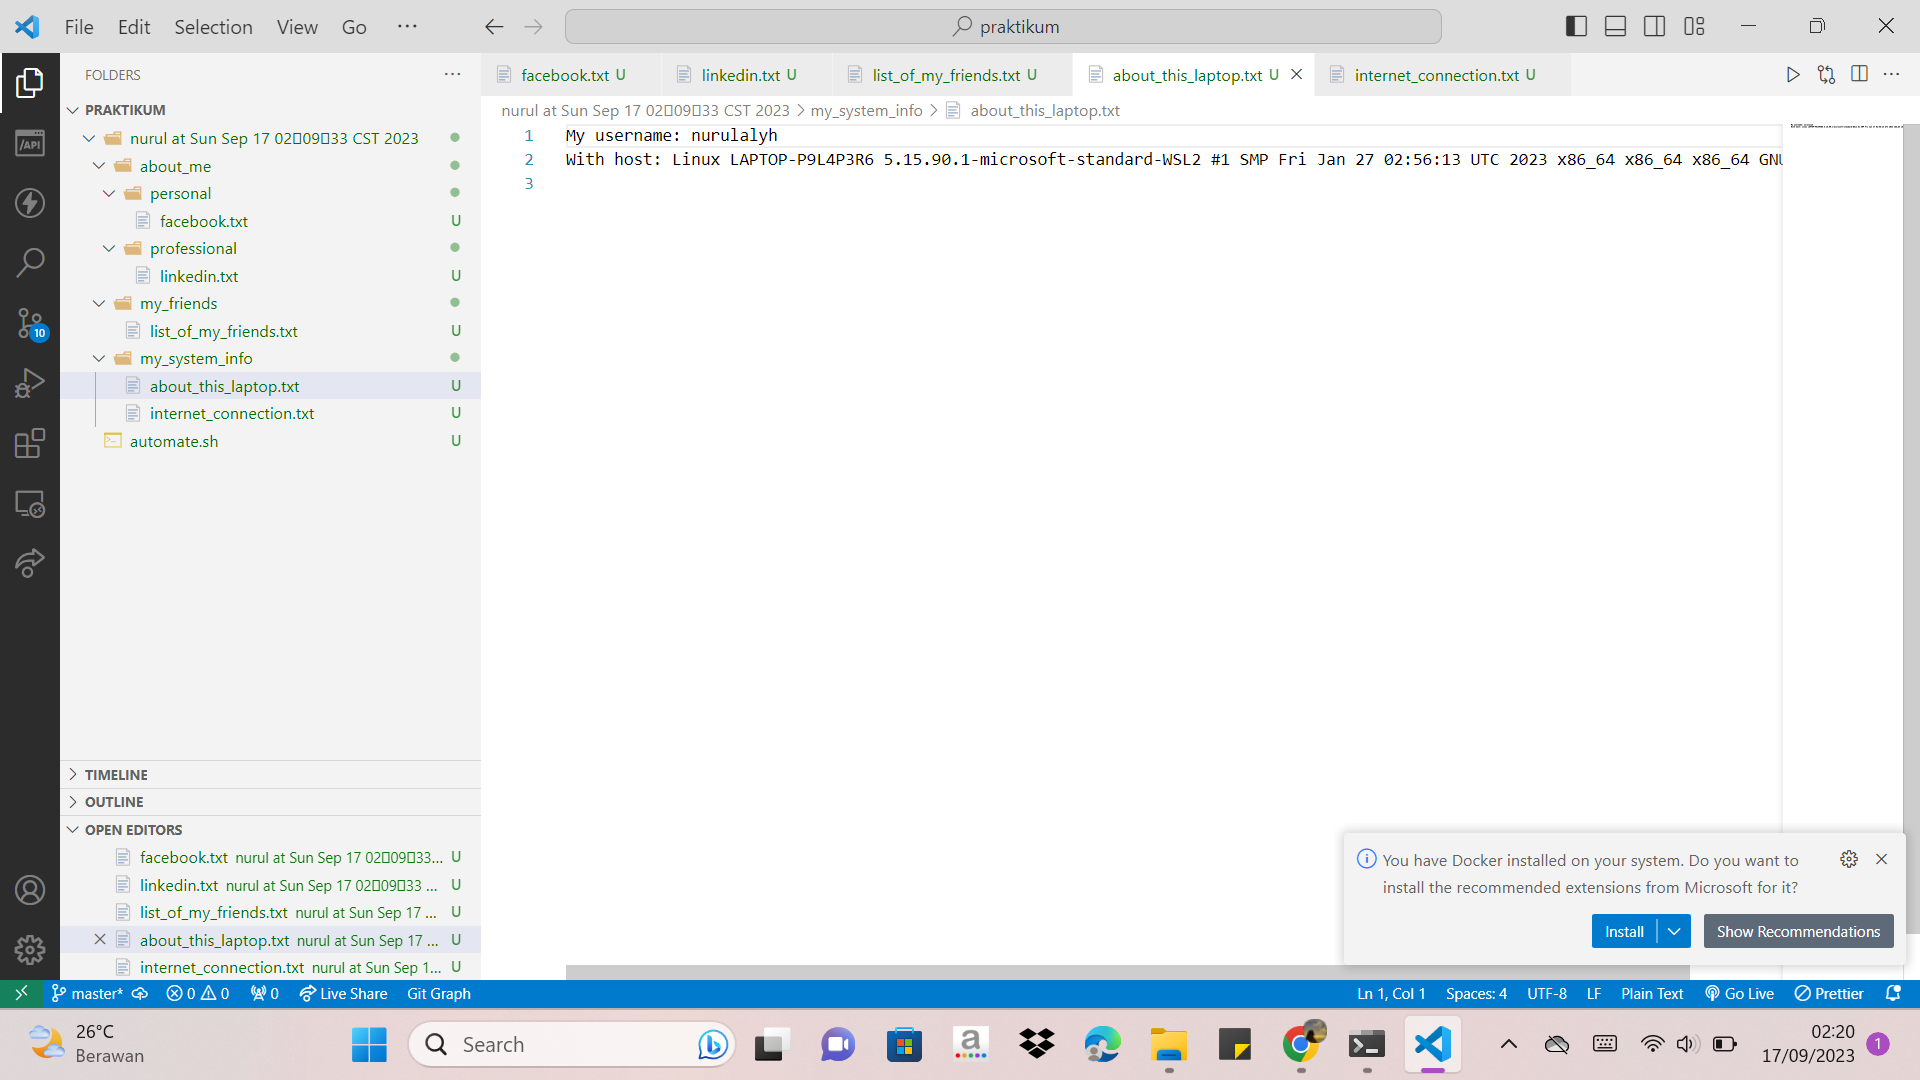 File Edit Selection View Go ···
praktikum
FOLDERS
PRAKTIKUM
nurul at Sun Sep 17 02▯09▯33 CST 2023
about_me
personal
facebook.txt U
professional
linkedin.txt U
my_friends
list_of_my_friends.txt U
my_system_info
about_this_laptop.txt U
internet_connection.txt U
automate.sh U
/API
10
TIMELINE
OUTLINE
OPEN EDITORS
facebook.txt nurul at Sun Sep 17 02▯09▯33... U
linkedin.txt nurul at Sun Sep 17 02▯09▯33 ... U
list_of_my_friends.txt nurul at Sun Sep 17 ... U
about_this_laptop.txt nurul at Sun Sep 17 ... U
internet_connection.txt nurul at Sun Sep 1... U
facebook.txt U linkedin.txt U list_of_my_friends.txt U about_this_laptop.txt U internet_connection.txt U
nurul at Sun Sep 17 02▯09▯33 CST 2023 > my_system_info > about_this_laptop.txt
1 My username: nurulalyh
2 With host: Linux LAPTOP-P9L4P3R6 5.15.90.1-microsoft-standard-WSL2 #1 SMP Fri Jan 27 02:56:13 UTC 2023 x86_64 x86_64 x86_64 GNU
3
You have Docker installed on your system. Do you want to
install the recommended extensions from Microsoft for it?
Install Show Recommendations
master* 0 0 0 Live Share Git Graph Ln 1, Col 1 Spaces: 4 UTF-8 LF Plain Text Go Live Prettier
26°C
Berawan
Search
a
02:20
17/09/2023
1